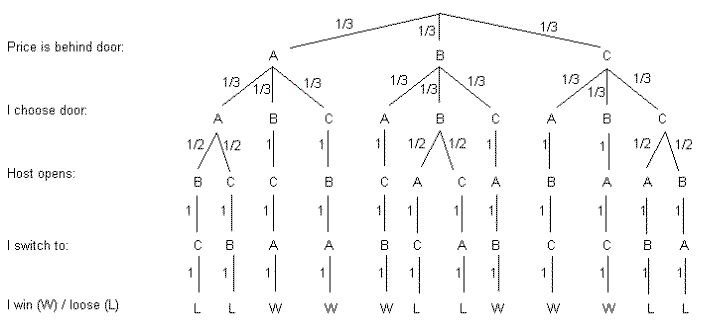 1/3 1/3 1/3
Price is behind door: A B C
1/3 1/3 1/3 1/3 1/3 1/3 1/3 1/3 1/3
I choose door: A B C A B C A B C
1/2 1/2 1 1 1 1/2 1/2 1 1 1 1/2 1/2
Host opens: B C C B C A C A B A A B
1 1 1 1 1 1 1 1 1 1 1 1
I switch to: C B A A B C A B C C B A
1 1 1 1 1 1 1 1 1 1 1 1
I win (W) / loose (L) L L W W W L L W W W L L